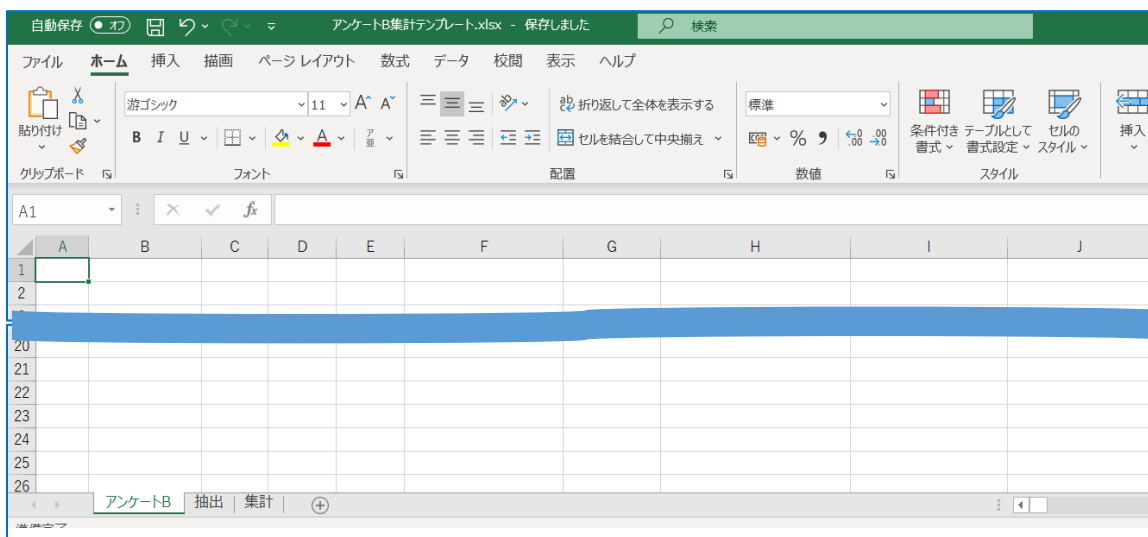 自動保存 オフ アンケートB集計テンプレート.xlsx - 保存しました 検索
ファイル ホーム 挿入 描画 ページ レイアウト 数式 データ 校閲 表示 ヘルプ
游ゴシック 11 A A ab 折り返して全体を表示する 標準
貼り付け B I U A ア亜 セルを結合して中央揃え % 条件付き書式 テーブルとして書式設定 セルのスタイル 挿入
クリップボード フォント 配置 数値 スタイル
A1 fx
A B C D E F G H I J
1
2
20
21
22
23
24
25
26
アンケートB 抽出 集計
準備完了